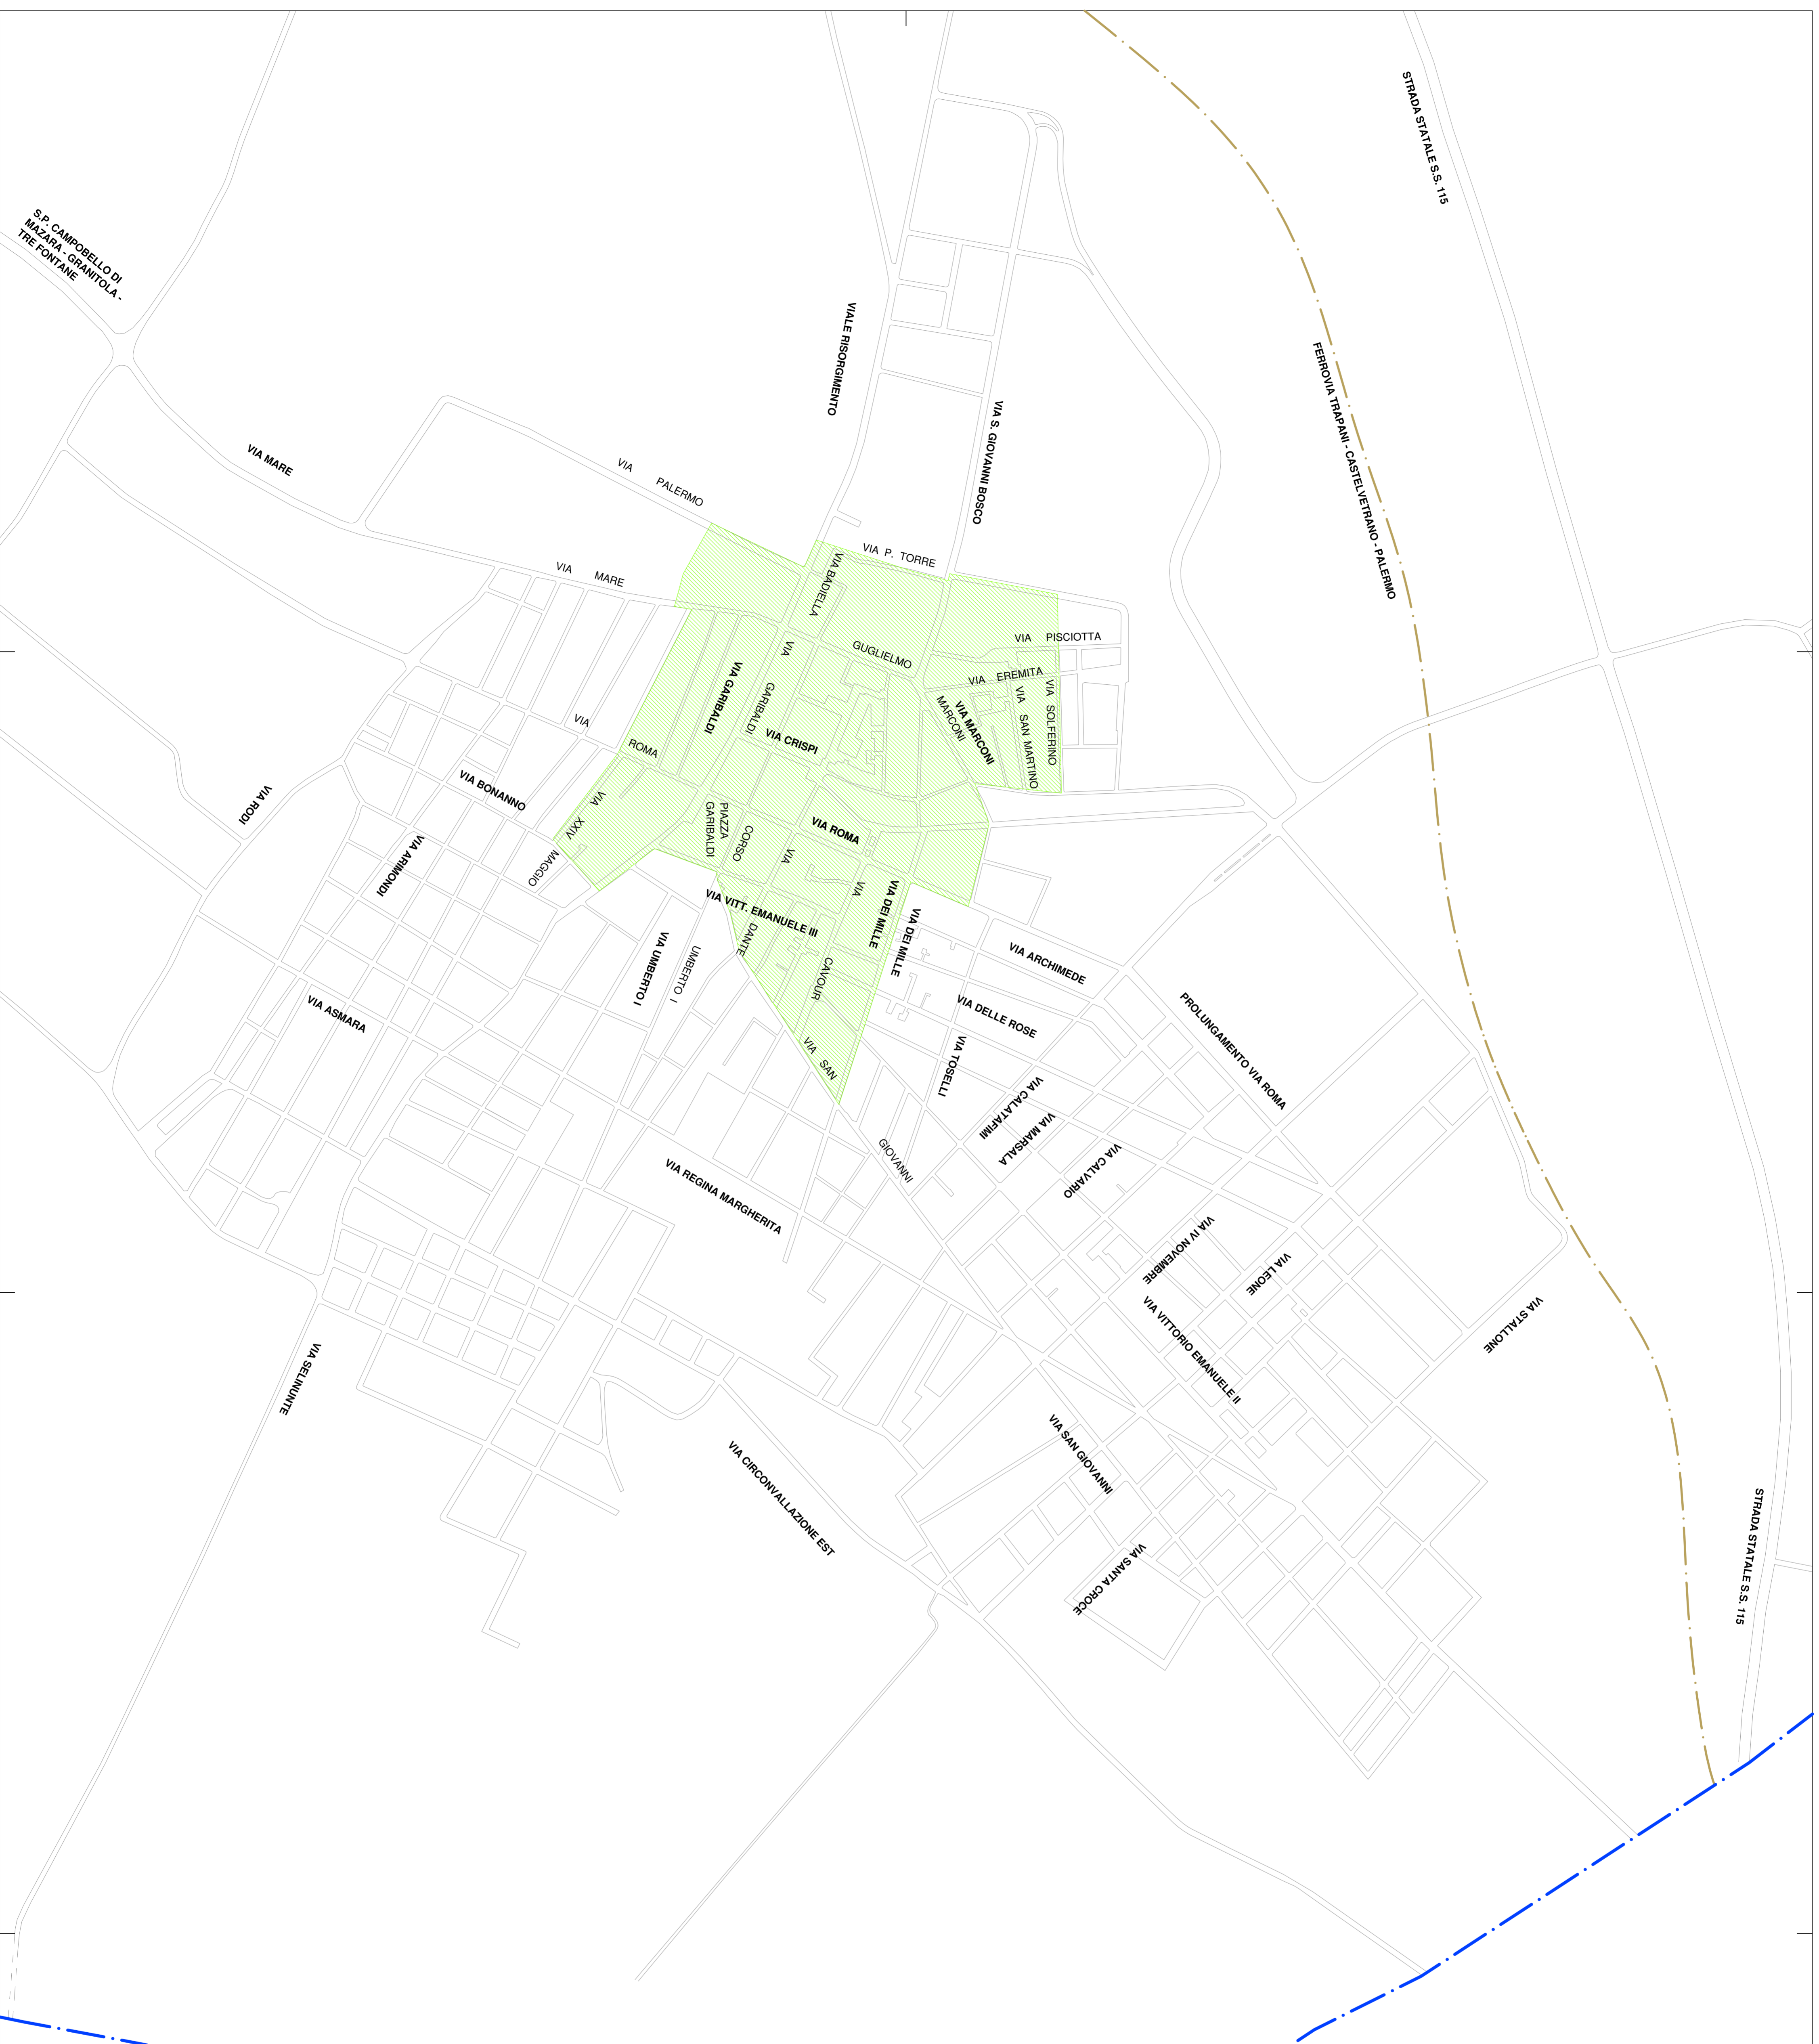 STRADA STATALE S.S. 115
S.P. CAMPOBELLO DI
MAZARA - GRANITOLA -
TRE FONTANE
VIALE RISORGIMENTO
FERROVIA TRAPANI - CASTELVETRANO - PALERMO
VIA S. GIOVANNI BOSCO
VIA MARE
VIA PALERMO
VIA P. TORRE
VIA BADIELLA
VIA MARE
VIA PISCIOTTA
GUGLIELMO
VIA EREMITA
VIA GARIBALDI
VIA GARIBALDI
VIA SOLFERINO
VIA SAN MARTINO
MARCONI
VIA MARCONI
VIA ROMA
VIA CRISPI
VIA BONANNO
VIA RODI
VIA XXIV MAGGIO
PIAZZA
GARIBALDI
CORSO
VIA ROMA
VIA ARIMONDI
VIA DANTE
VIA CAVOUR
VIA VITT. EMANUELE III
VIA DEI MILLE
VIA DEI MILLE
VIA UMBERTO I
UMBERTO I
VIA ARCHIMEDE
VIA DELLE ROSE
VIA ASMARA
PROLUNGAMENTO VIA ROMA
VIA SAN GIOVANNI
VIA TOSELLI
VIA CALATAFIMI
VIA MARSALA
VIA CALVARIO
VIA REGINA MARGHERITA
VIA IV NOVEMBRE
VIA LEONE
VIA STALLONE
VIA VITTORIO EMANUELE II
VIA SELINUNTE
VIA SAN GIOVANNI
VIA CIRCONVALLAZIONE EST
VIA SANTA CROCE
STRADA STATALE S.S. 115